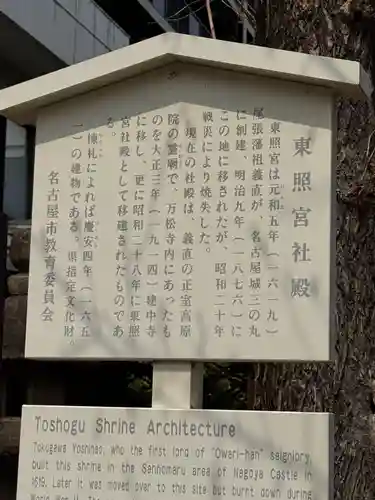 東照宮社殿
東照宮は元和五年（一六一九）
尾張藩祖義直が、名古屋城三の丸
に創建、明治九年（一八七六）に
この地に移されたが、昭和二十年
戦災により焼失した。
現在の社殿は、義直の正室高原
院の霊廟で、万松寺内にあったも
のを大正三年（一九一四）建中寺
に移し、更に昭和二十八年に東照
宮社殿として移建されたものであ
る。
棟札によれば慶安四年（一六五
一）の建物である。県指定文化財。
名古屋市教育委員会
Toshogu Shrine Architecture
Tokugawa Yoshinao, who the first lord of "Owari-han" seigniory,
built this shrine in the Sannomaru area of Nagoya Castle in
1619. Later it was moved over to this site but burnt down during
World War II. The